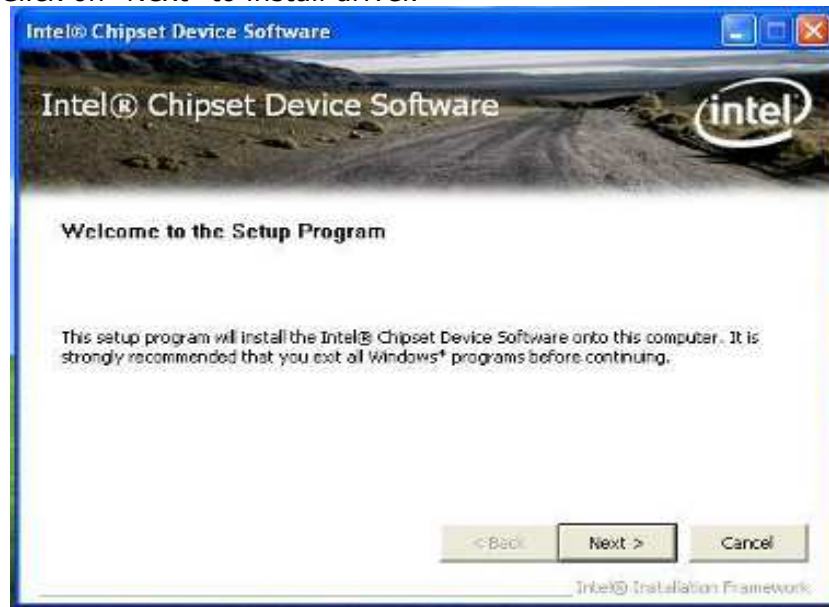 Click on "Next" to install driver.
Intel® Chipset Device Software
Intel® Chipset Device Software
intel
Welcome to the Setup Program
This setup program will install the Intel® Chipset Device Software onto this computer. It is
strongly recommended that you exit all Windows* programs before continuing.
< Back
Next >
Cancel
Intel® Installation Framework